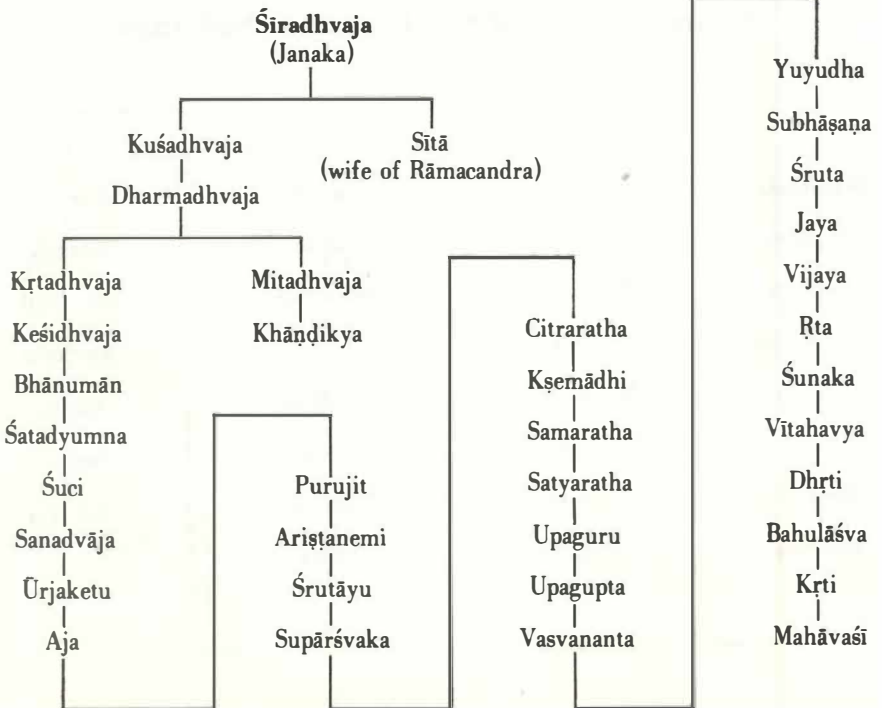 Śīradhvaja
(Janaka)
Kuśadhvaja
Sītā
(wife of Rāmacandra)
Dharmadhvaja
Kṛtadhvaja
Mitadhvaja
Keśidhvaja
Khāṇḍikya
Bhānumān
Śatadyumna
Śuci
Sanadvāja
Ūrjaketu
Aja
Purujit
Ariṣṭanemi
Śrutāyu
Supārśvaka
Citraratha
Kṣemādhi
Samaratha
Satyaratha
Upaguru
Upagupta
Vasvananta
Yuyudha
Subhāṣaṇa
Śruta
Jaya
Vijaya
Ṛta
Śunaka
Vītahavya
Dhṛti
Bahulāśva
Kṛti
Mahāvaśī